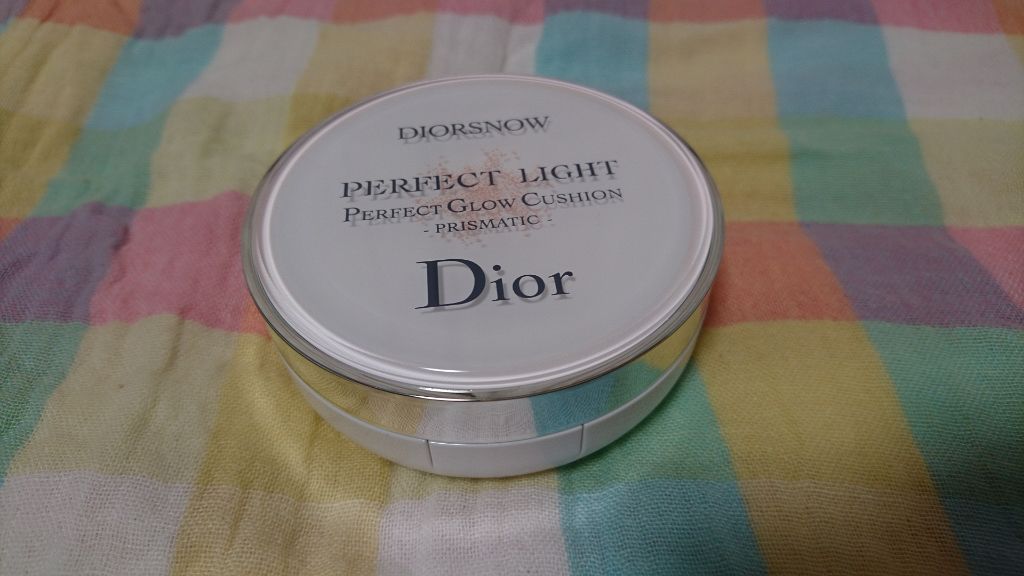 DIORSNOW
PERFECT LIGHT
PERFECT GLOW CUSHION
- PRISMATIC -
Dior